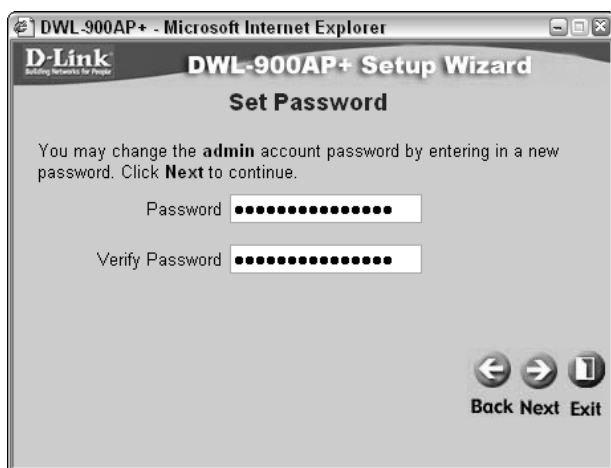 DWL-900AP+ - Microsoft Internet Explorer
D-Link
Building Networks for People
DWL-900AP+ Setup Wizard
Set Password
You may change the admin account password by entering in a new
password. Click Next to continue.
Password ●●●●●●●●●●●●●●●
Verify Password ●●●●●●●●●●●●●●●
Back Next Exit